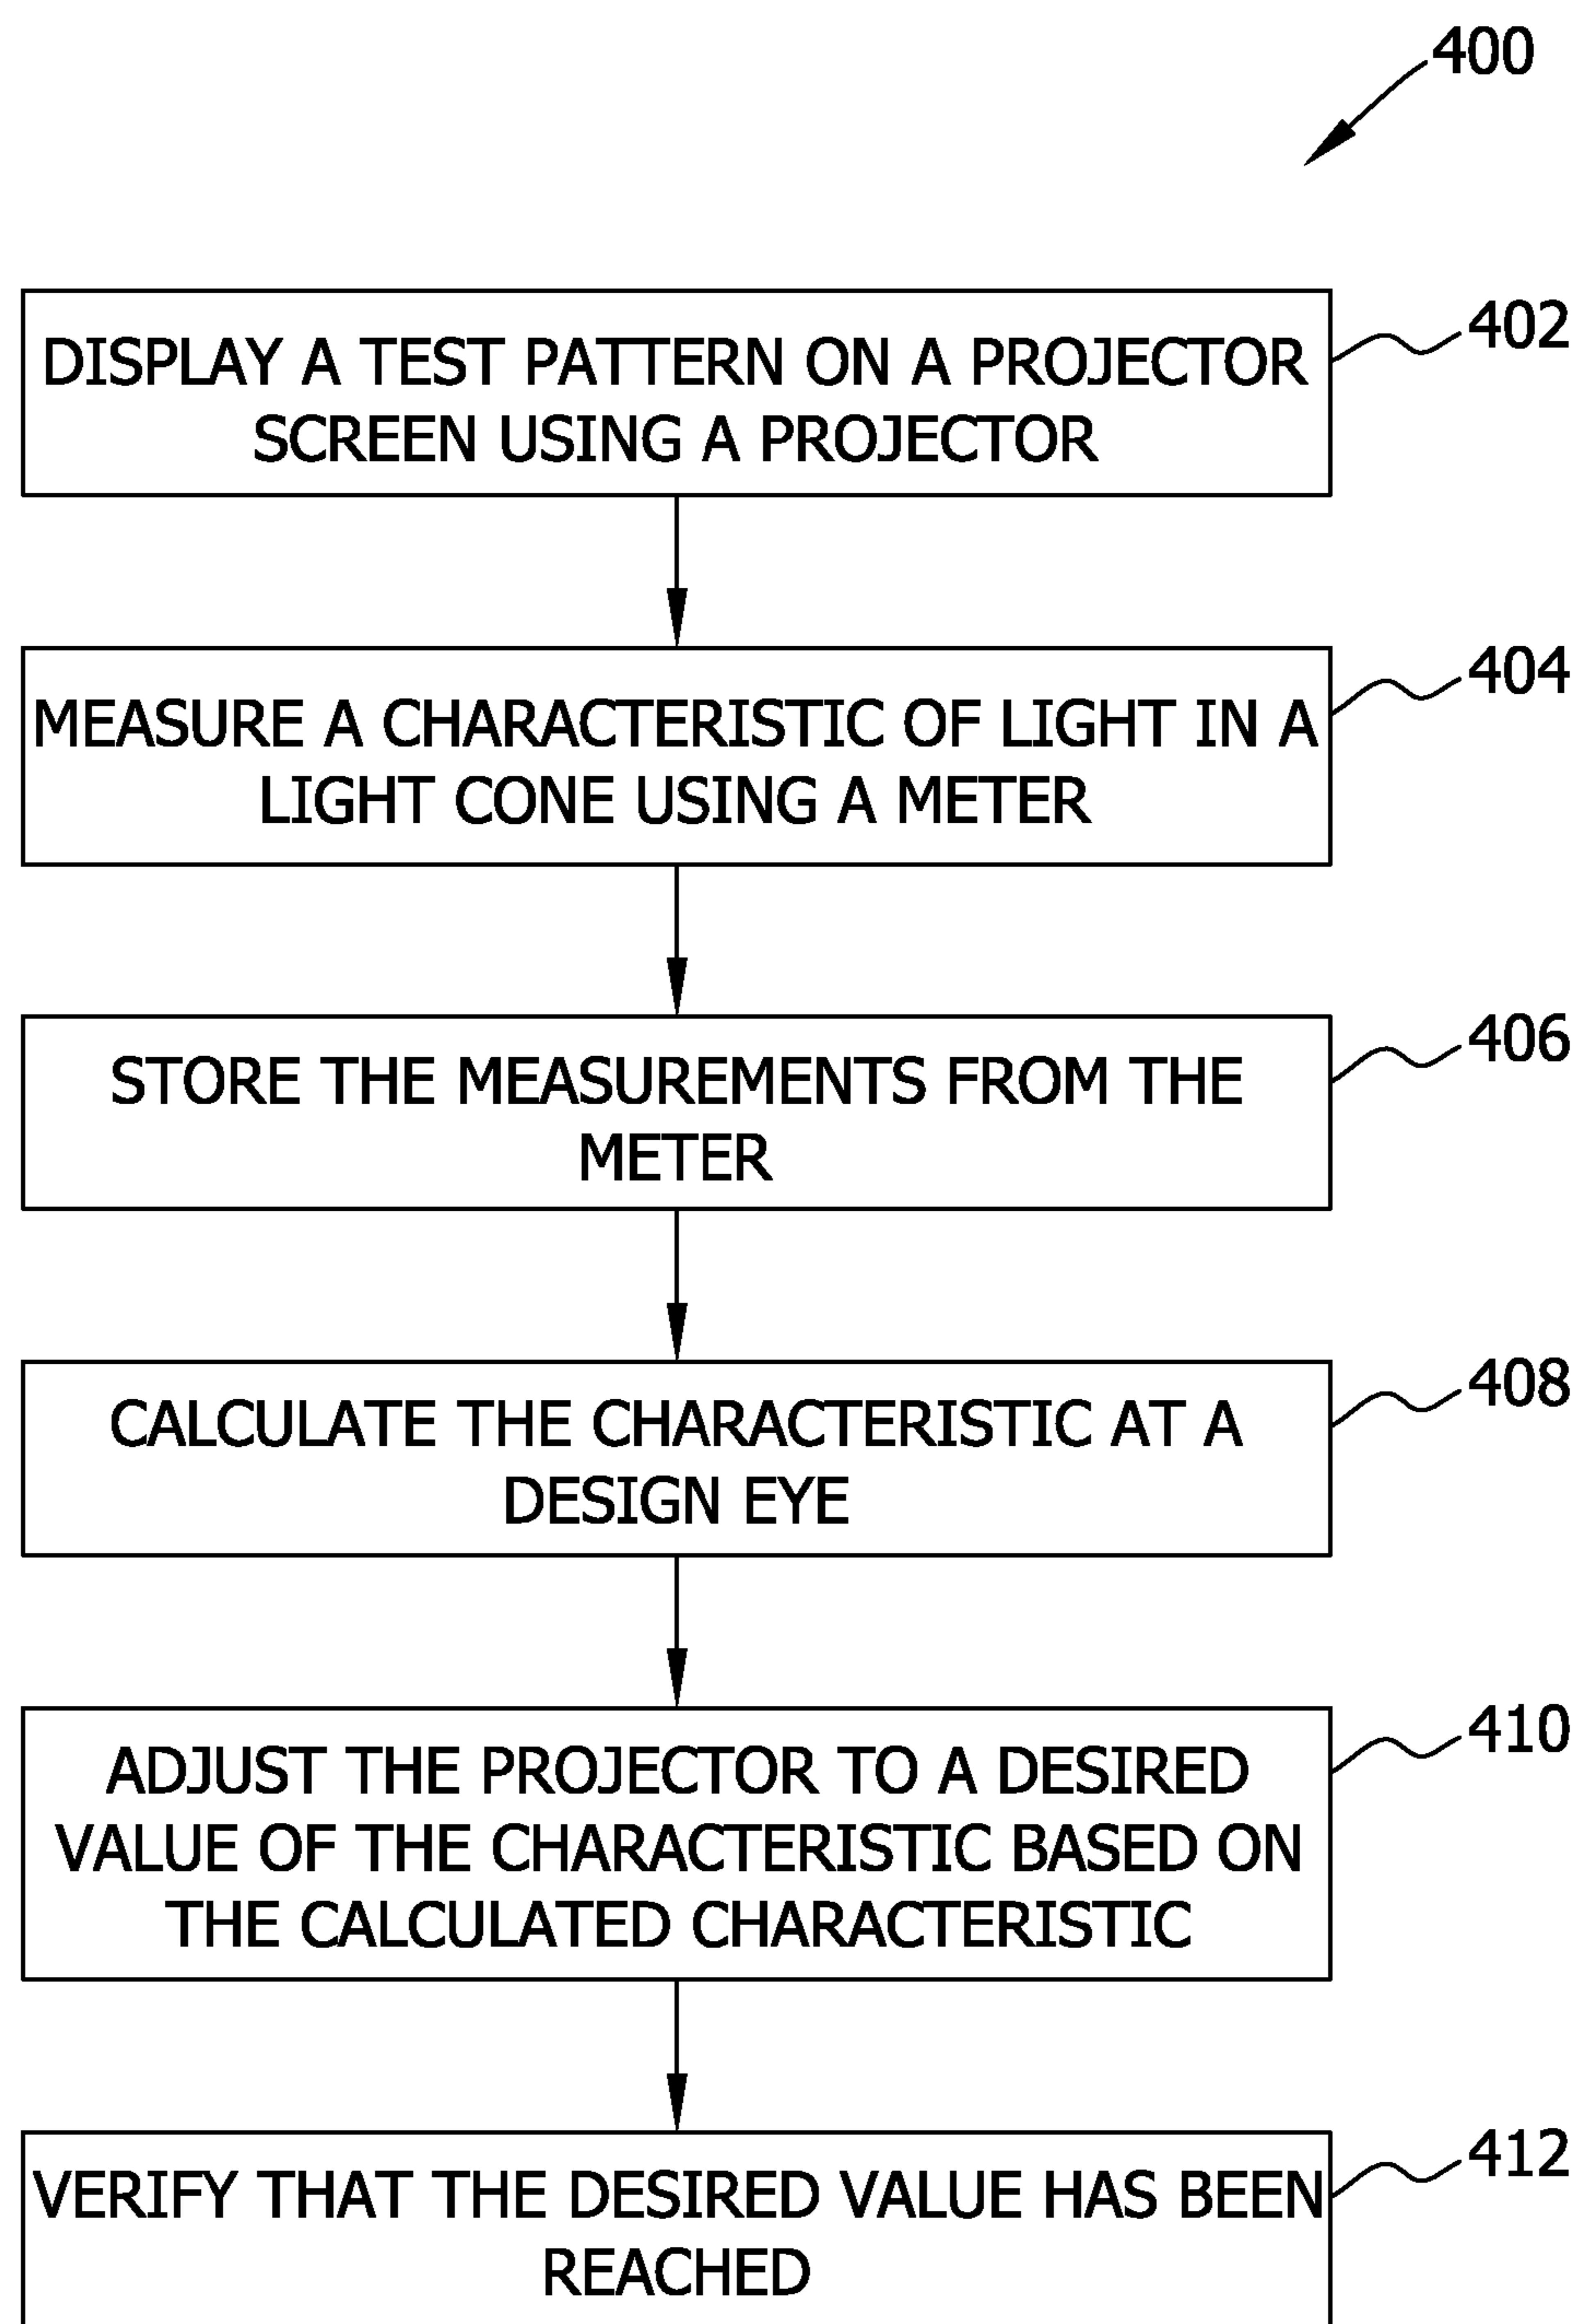 400
DISPLAY A TEST PATTERN ON A PROJECTOR
SCREEN USING A PROJECTOR
402
MEASURE A CHARACTERISTIC OF LIGHT IN A
LIGHT CONE USING A METER
404
STORE THE MEASUREMENTS FROM THE
METER
406
CALCULATE THE CHARACTERISTIC AT A
DESIGN EYE
408
ADJUST THE PROJECTOR TO A DESIRED
VALUE OF THE CHARACTERISTIC BASED ON
THE CALCULATED CHARACTERISTIC
410
VERIFY THAT THE DESIRED VALUE HAS BEEN
REACHED
412